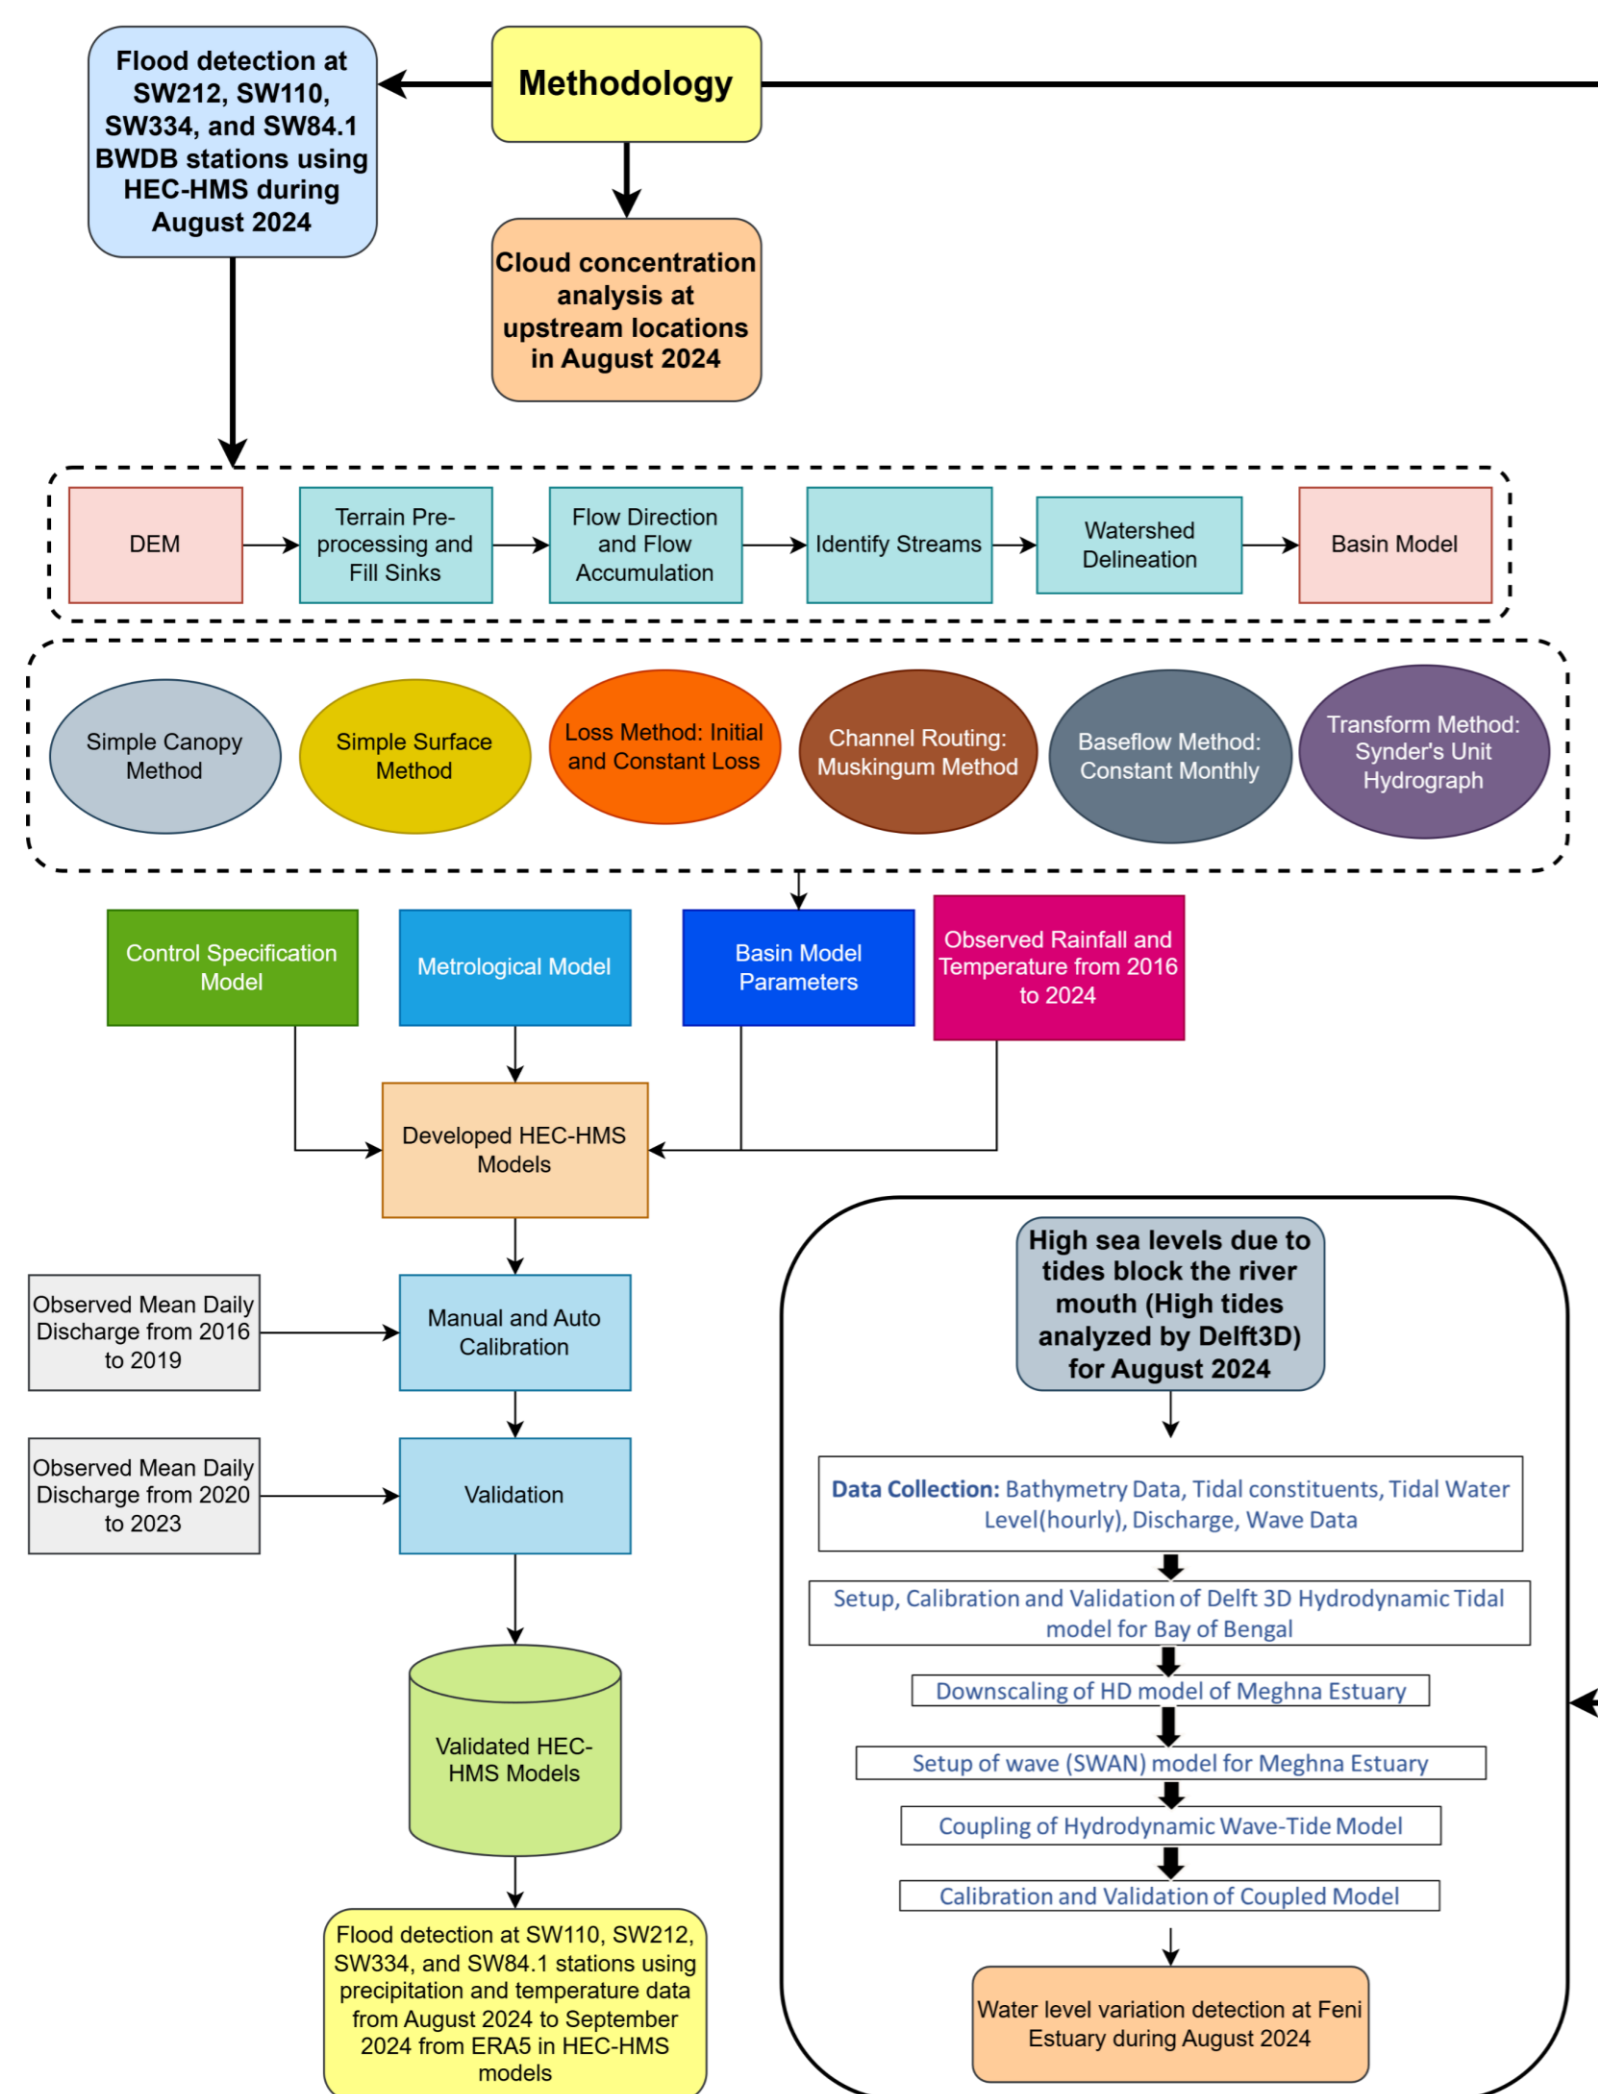 Flood detection at
SW212, SW110,
SW334, and SW84.1
BWDB stations using
HEC-HMS during
August 2024
Methodology
Cloud concentration
analysis at
upstream locations
in August 2024
DEM
Terrain Pre-
processing and
Fill Sinks
Flow Direction
and Flow
Accumulation
Identify Streams
Watershed
Delineation
Basin Model
Simple Canopy
Method
Simple Surface
Method
Loss Method: Initial
and Constant Loss
Channel Routing:
Muskingum Method
Baseflow Method:
Constant Monthly
Transform Method:
Synder's Unit
Hydrograph
Control Specification
Model
Metrological Model
Basin Model
Parameters
Observed Rainfall and
Temperature from 2016
to 2024
Developed HEC-HMS
Models
Observed Mean Daily
Discharge from 2016
to 2019
Manual and Auto
Calibration
Observed Mean Daily
Discharge from 2020
to 2023
Validation
Validated HEC-
HMS Models
Flood detection at SW110, SW212,
SW334, and SW84.1 stations using
precipitation and temperature data
from August 2024 to September
2024 from ERA5 in HEC-HMS
models
High sea levels due to
tides block the river
mouth (High tides
analyzed by Delft3D)
for August 2024
Data Collection: Bathymetry Data, Tidal constituents, Tidal Water
Level(hourly), Discharge, Wave Data
Setup, Calibration and Validation of Delft 3D Hydrodynamic Tidal
model for Bay of Bengal
Downscaling of HD model of Meghna Estuary
Setup of wave (SWAN) model for Meghna Estuary
Coupling of Hydrodynamic Wave-Tide Model
Calibration and Validation of Coupled Model
Water level variation detection at Feni
Estuary during August 2024